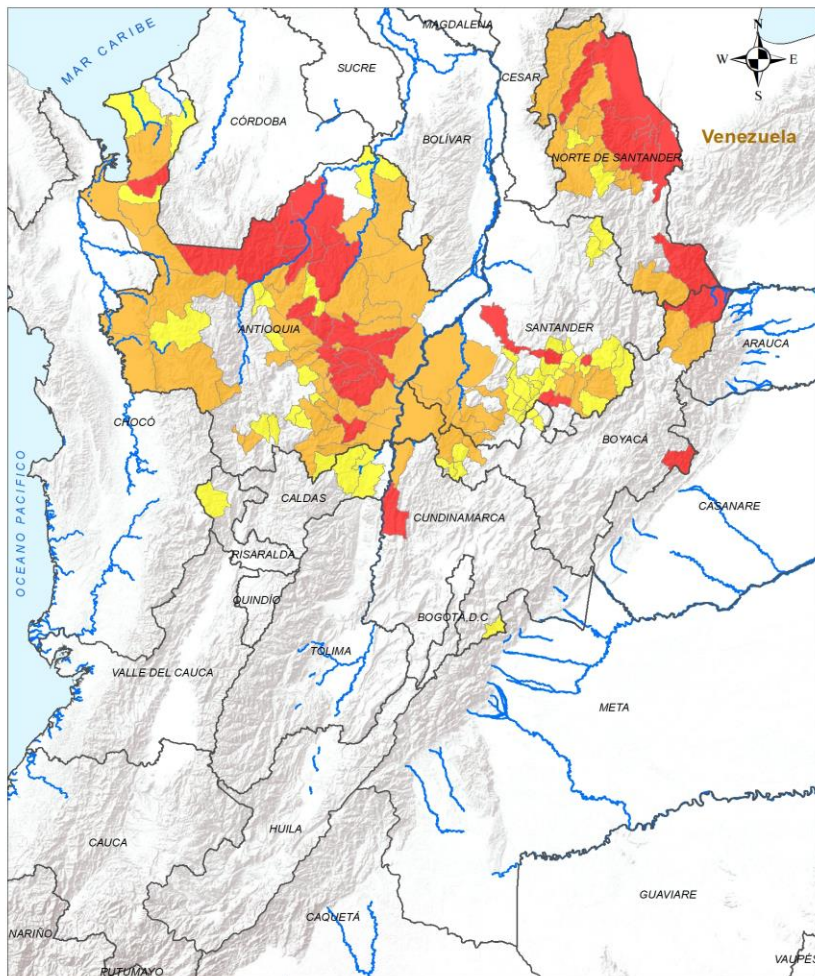 MAGDALENA
MAR CARIBE
N
W E
S
SUCRE
CESAR
CÓRDOBA
BOLÍVAR
Venezuela
NORTE DE SANTANDER
ANTIOQUIA
SANTANDER
ARAUCA
CHOCÓ
BOYACÁ
OCEANO PACIFICO
CALDAS
CASANARE
CUNDINAMARCA
RISARALDA
QUINDÍO
BOGOTÁ, D.C
TOLIMA
VALLE DEL CAUCA
META
HUILA
CAUCA
GUAVIARE
CAQUETÁ
NARIÑO
PUTUMAYO
VAUPÉS